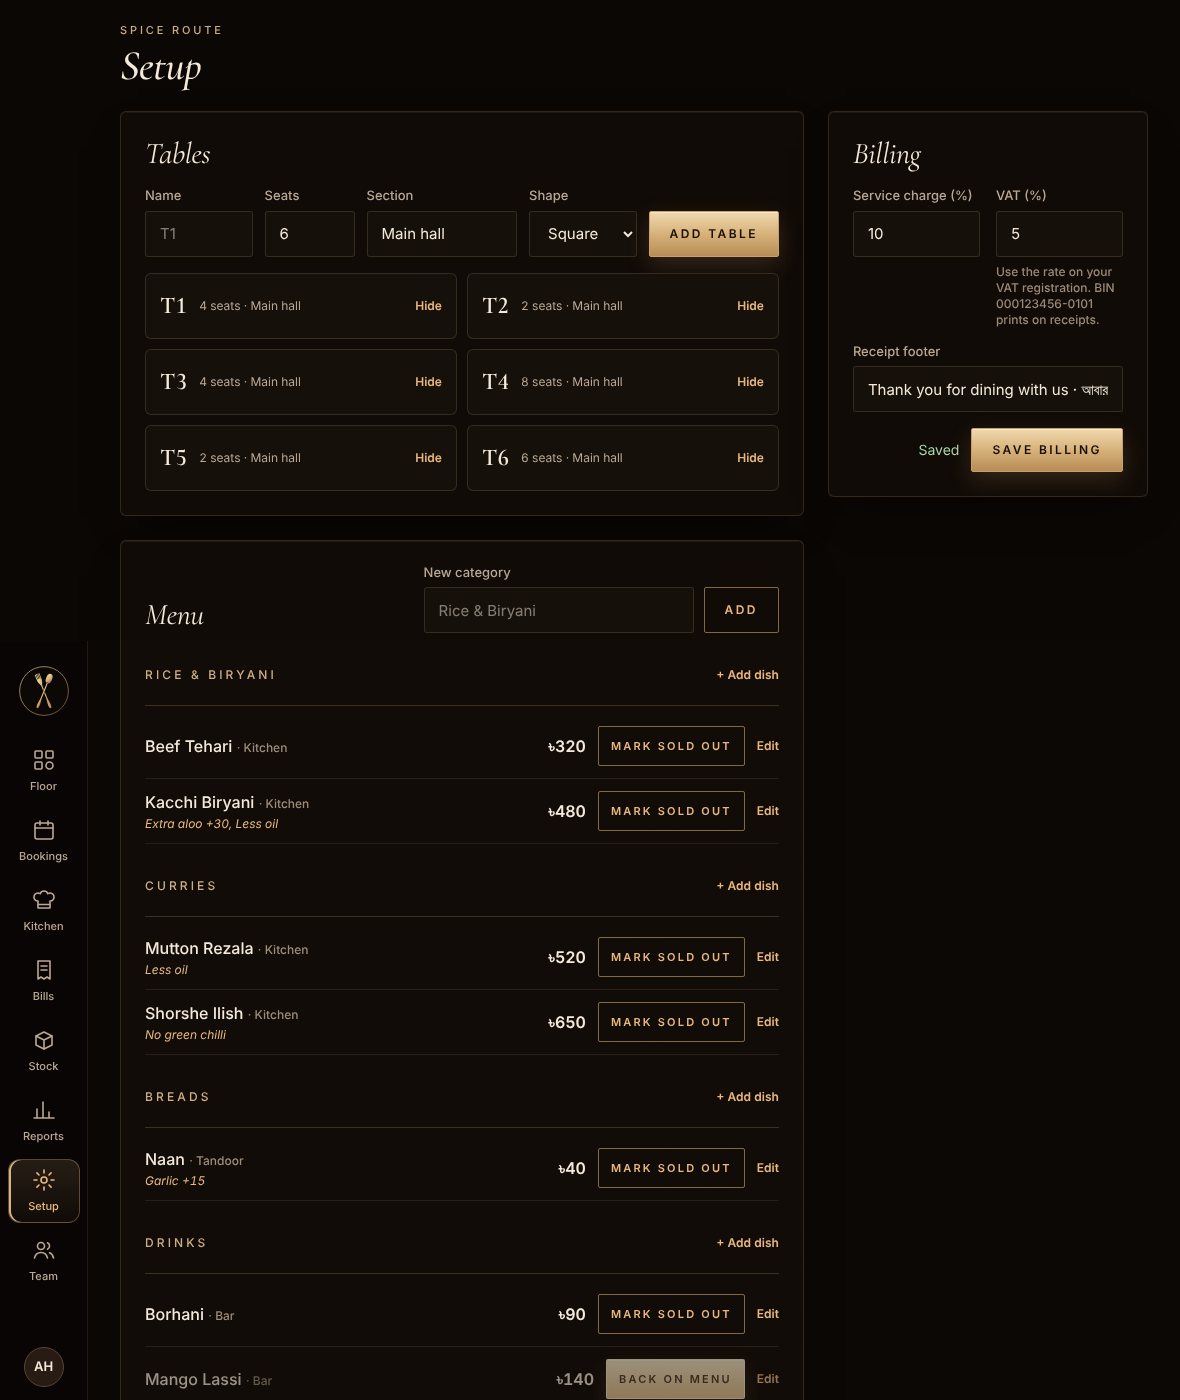 SPICE ROUTE
Setup
Tables
Name Seats Section Shape
T1 6 Main hall Square ADD TABLE
T1 4 seats · Main hall Hide
T2 2 seats · Main hall Hide
T3 4 seats · Main hall Hide
T4 8 seats · Main hall Hide
T5 2 seats · Main hall Hide
T6 6 seats · Main hall Hide
Billing
Service charge (%) VAT (%)
10 5
Use the rate on your
VAT registration. BIN
000123456-0101
prints on receipts.
Receipt footer
Thank you for dining with us · আবার
Saved SAVE BILLING
New category
Menu Rice & Biryani ADD
RICE & BIRYANI + Add dish
Beef Tehari · Kitchen ৳320 MARK SOLD OUT Edit
Kacchi Biryani · Kitchen ৳480 MARK SOLD OUT Edit
Extra aloo +30, Less oil
CURRIES + Add dish
Mutton Rezala · Kitchen ৳520 MARK SOLD OUT Edit
Less oil
Shorshe Ilish · Kitchen ৳650 MARK SOLD OUT Edit
No green chilli
BREADS + Add dish
Naan · Tandoor ৳40 MARK SOLD OUT Edit
Garlic +15
DRINKS + Add dish
Borhani · Bar ৳90 MARK SOLD OUT Edit
Mango Lassi · Bar ৳140 BACK ON MENU Edit
Floor
Bookings
Kitchen
Bills
Stock
Reports
Setup
Team
AH